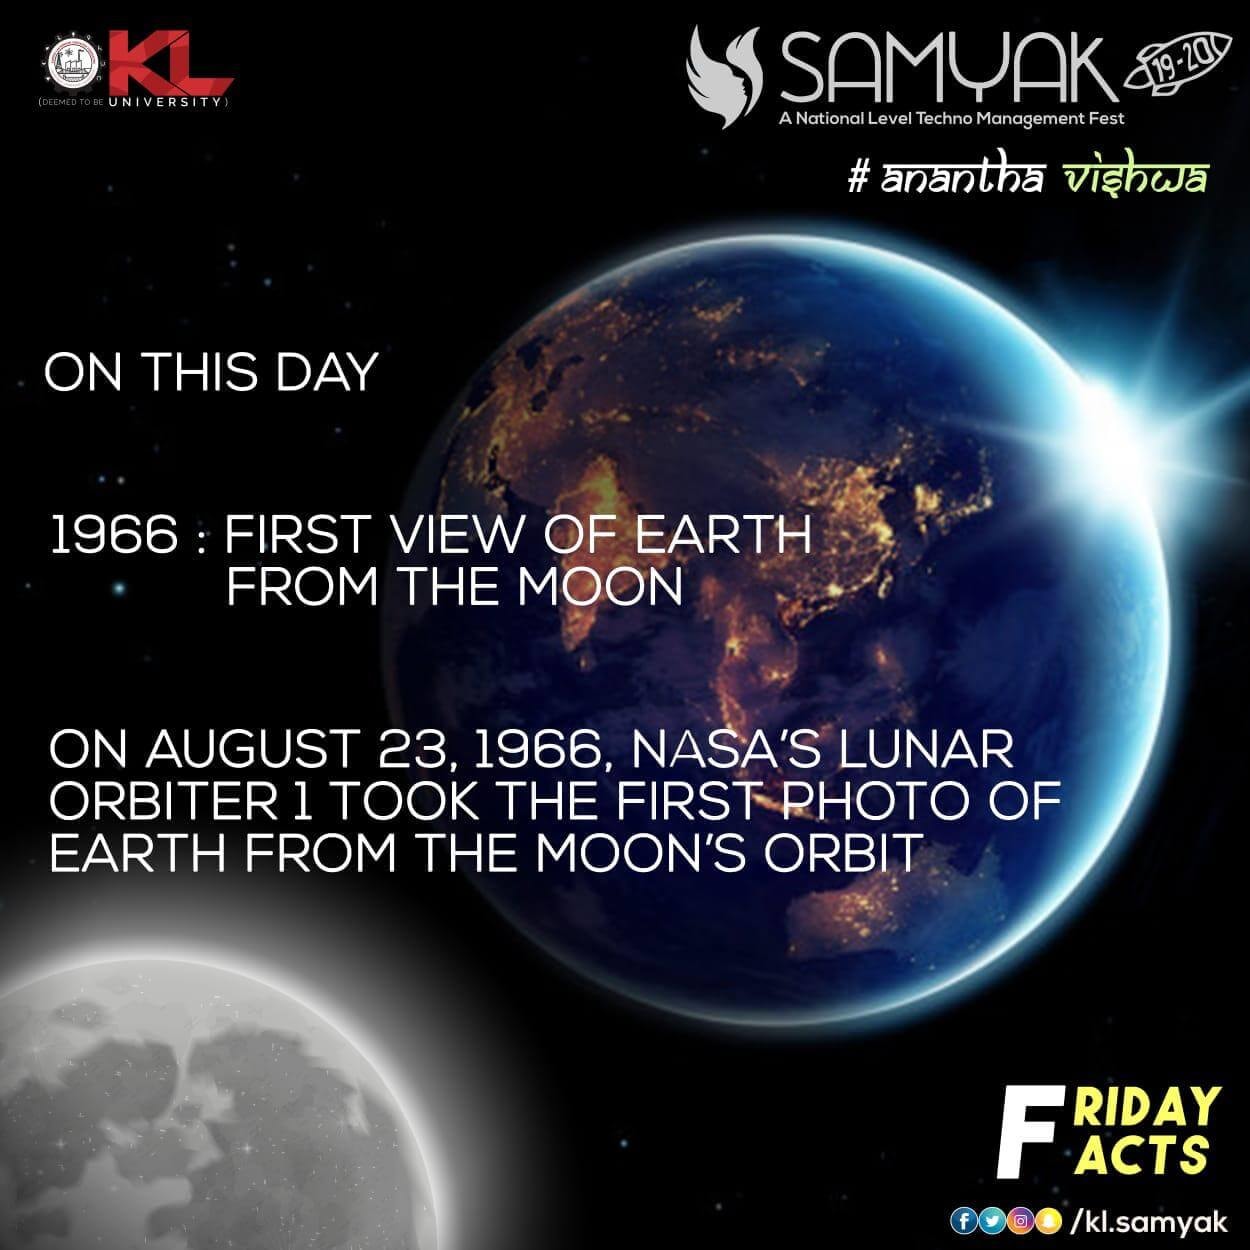 KL
(DEEMED TO BE UNIVERSITY)
SAMYAK 19-20
A National Level Techno Management Fest
# anantha vishwa
ON THIS DAY
1966 : FIRST VIEW OF EARTH
FROM THE MOON
ON AUGUST 23, 1966, NASA'S LUNAR
ORBITER 1 TOOK THE FIRST PHOTO OF
EARTH FROM THE MOON'S ORBIT
FRIDAY
FACTS
/kl.samyak